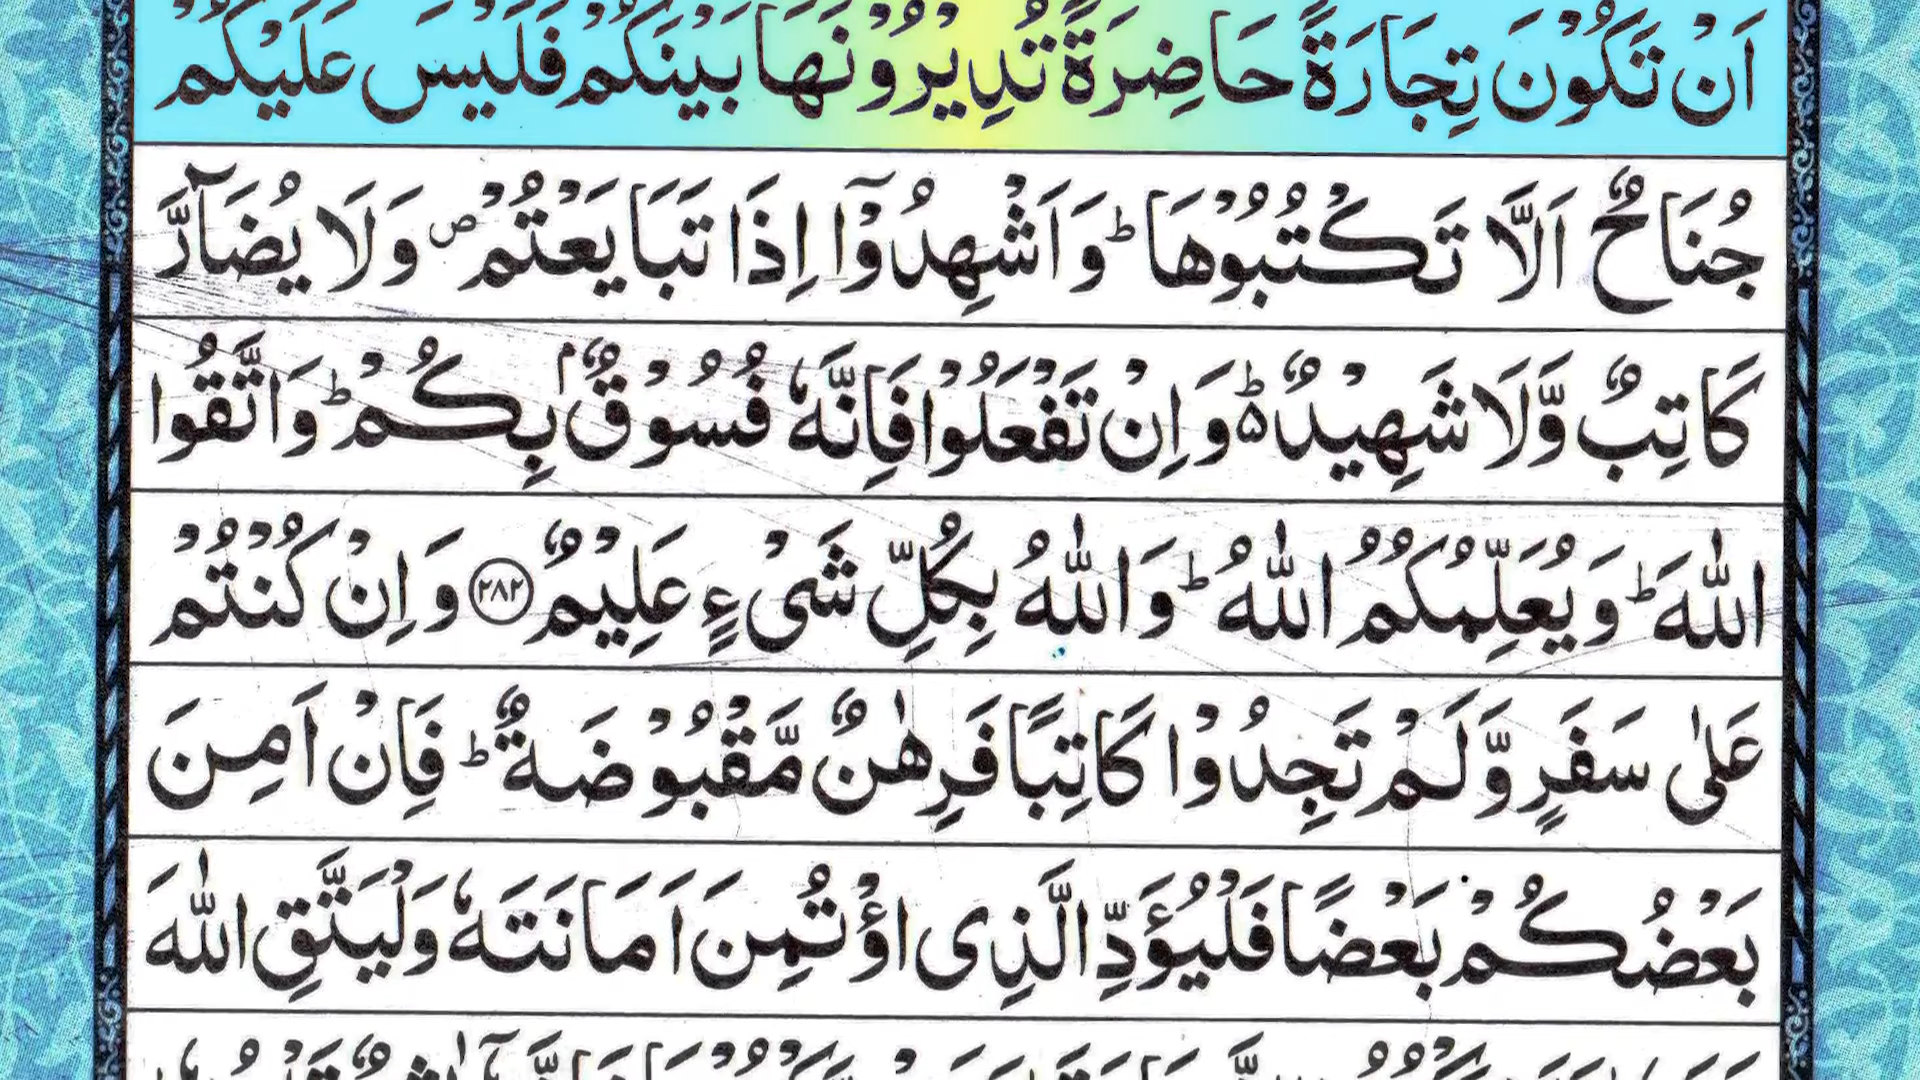 اَنْ تَكُوْنَ تِجَارَةً حَاضِرَةً تُدِيْرُوْنَهَا بَيْنَكُمْ فَلَيْسَ عَلَيْكُمْ
جُنَاحٌ اَلَّا تَكْتُبُوْهَا ؕ وَاَشْهِدُوْۤا اِذَا تَبَايَعْتُمْ ۪ وَلَا يُضَآرَّ
كَاتِبٌ وَّلَا شَهِيْدٌ ؕ۬ وَاِنْ تَفْعَلُوْا فَاِنَّهٗ فُسُوْقٌۢ بِكُمْ ؕ وَاتَّقُوا
اللّٰهَ ؕ وَيُعَلِّمُكُمُ اللّٰهُ ؕ وَاللّٰهُ بِكُلِّ شَىْءٍ عَلِيْمٌ ﴿۲۸۲﴾ وَاِنْ كُنْتُمْ
عَلٰى سَفَرٍ وَّلَمْ تَجِدُوْا كَاتِبًا فَرِهٰنٌ مَّقْبُوْضَةٌ ؕ فَاِنْ اَمِنَ
بَعْضُكُمْ بَعْضًا فَلْيُؤَدِّ الَّذِى اؤْتُمِنَ اَمَانَتَهٗ وَلْيَتَّقِ اللّٰهَ